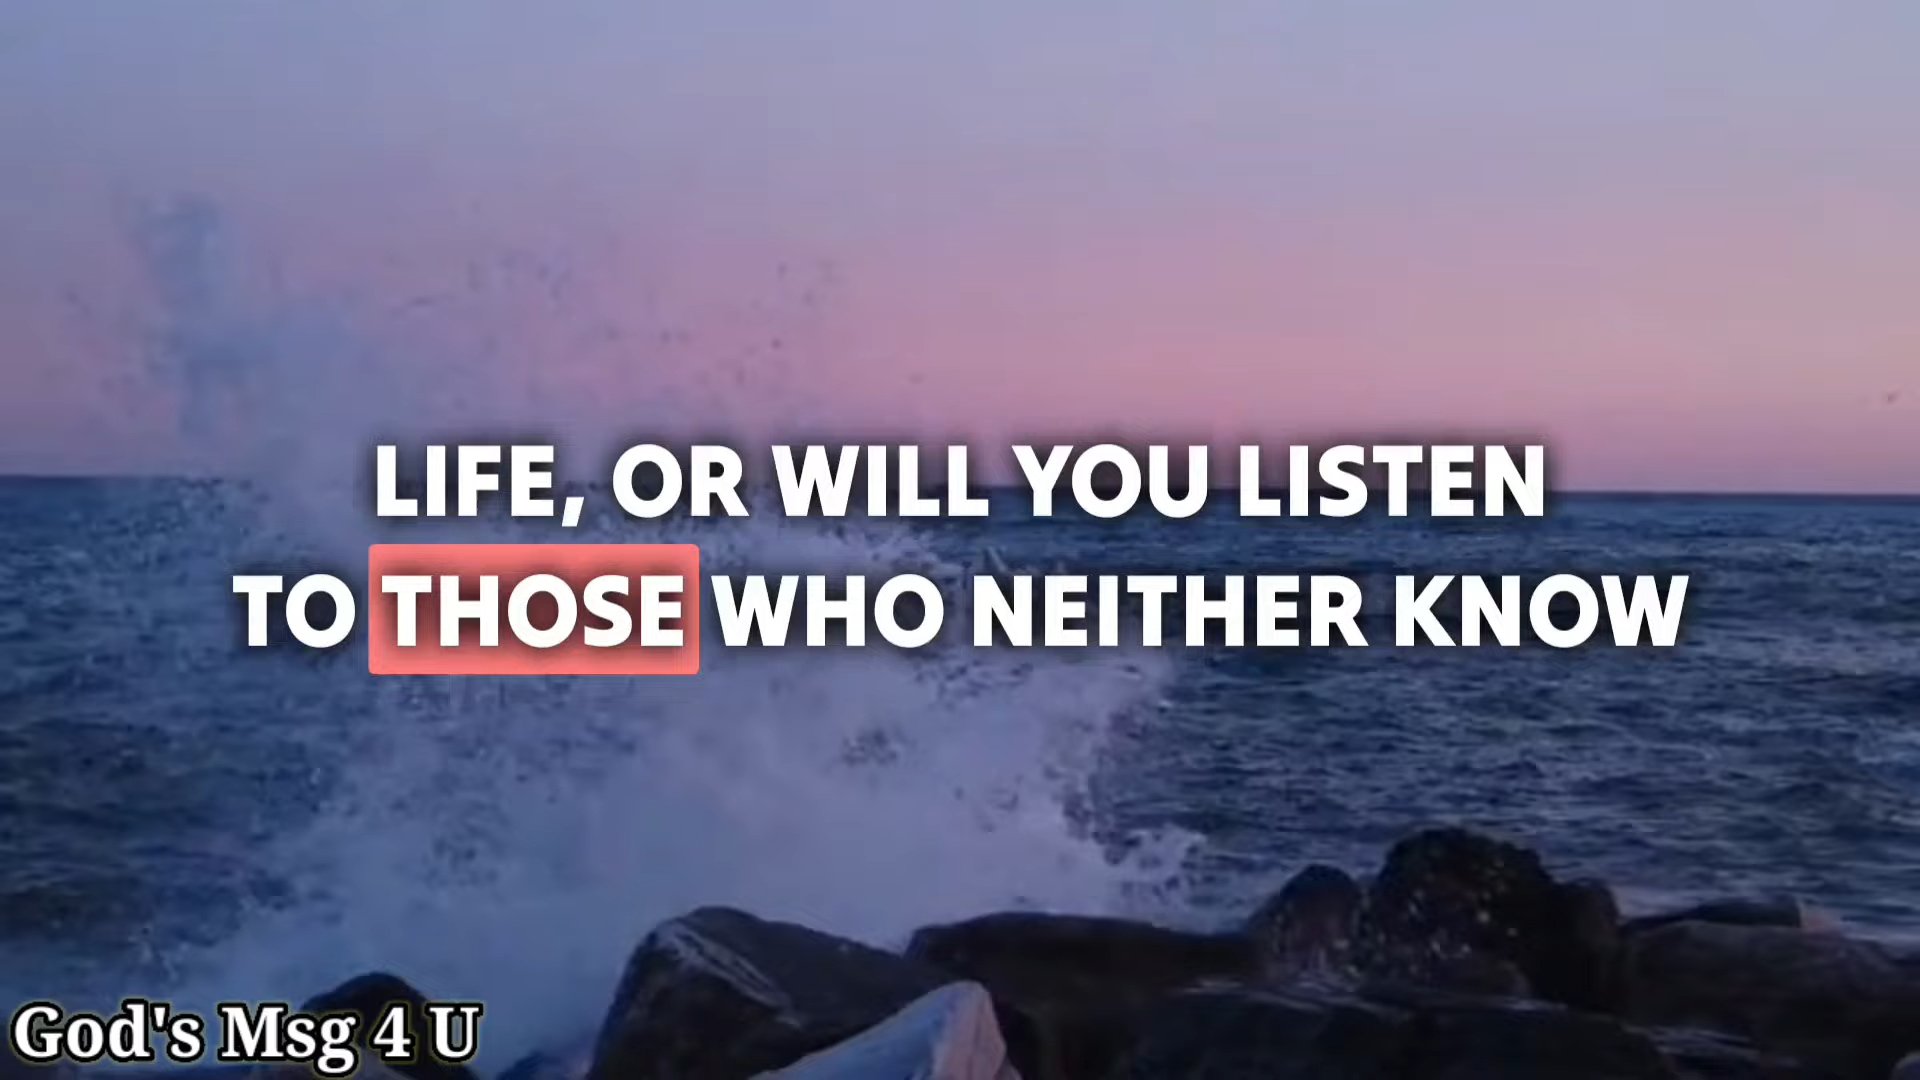 LIFE, OR WILL YOU LISTEN
TO THOSE WHO NEITHER KNOW
God's Msg 4 U